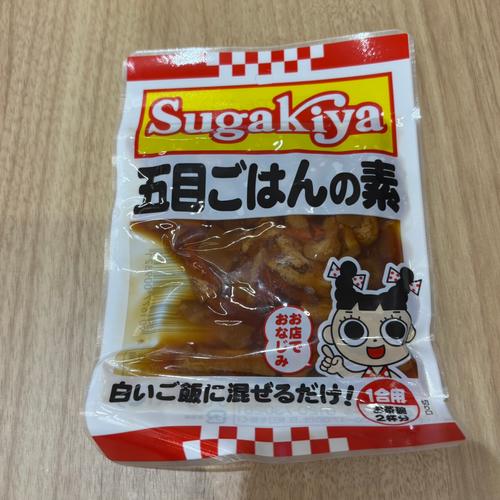 Sugakiya
五目ごはんの素
お店で
おなじみ
白いご飯に混ぜるだけ!
1合用
お茶碗
2杯分